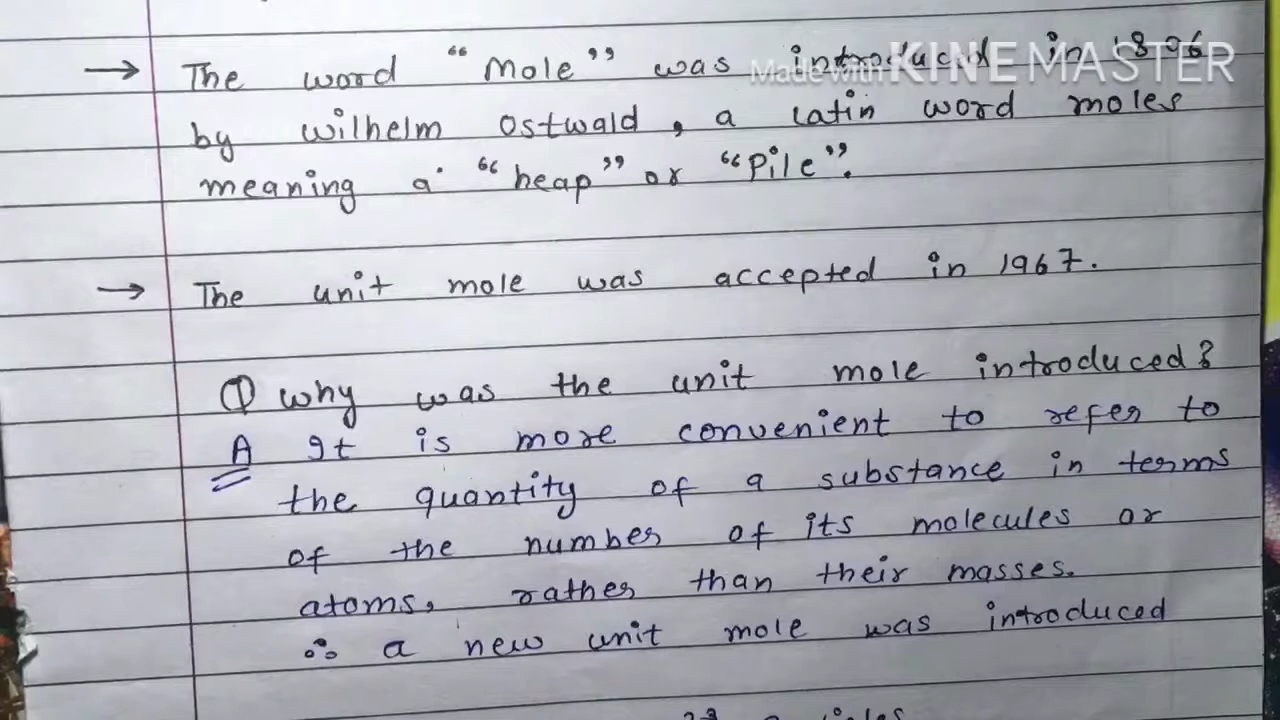 → The word "Mole" was introduced in 1896
Made with KINEMASTER
by Wilhelm Ostwald, a Latin word moles
meaning a "heap" or "Pile".
→ The unit mole was accepted in 1967.
Q why was the unit mole introduced?
A It is more convenient to refer to
the quantity of a substance in terms
of the number of its molecules or
atoms, rather than their masses.
∴ a new unit mole was introduced